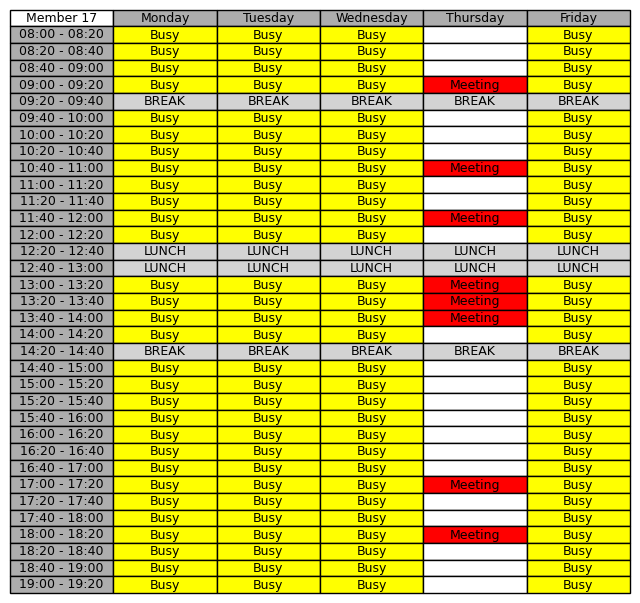 Member 17 Monday Tuesday Wednesday Thursday Friday
08:00 - 08:20 Busy Busy Busy Busy
08:20 - 08:40 Busy Busy Busy Busy
08:40 - 09:00 Busy Busy Busy Busy
09:00 - 09:20 Busy Busy Busy Meeting Busy
09:20 - 09:40 BREAK BREAK BREAK BREAK BREAK
09:40 - 10:00 Busy Busy Busy Busy
10:00 - 10:20 Busy Busy Busy Busy
10:20 - 10:40 Busy Busy Busy Busy
10:40 - 11:00 Busy Busy Busy Meeting Busy
11:00 - 11:20 Busy Busy Busy Busy
11:20 - 11:40 Busy Busy Busy Busy
11:40 - 12:00 Busy Busy Busy Meeting Busy
12:00 - 12:20 Busy Busy Busy Busy
12:20 - 12:40 LUNCH LUNCH LUNCH LUNCH LUNCH
12:40 - 13:00 LUNCH LUNCH LUNCH LUNCH LUNCH
13:00 - 13:20 Busy Busy Busy Meeting Busy
13:20 - 13:40 Busy Busy Busy Meeting Busy
13:40 - 14:00 Busy Busy Busy Meeting Busy
14:00 - 14:20 Busy Busy Busy Busy
14:20 - 14:40 BREAK BREAK BREAK BREAK BREAK
14:40 - 15:00 Busy Busy Busy Busy
15:00 - 15:20 Busy Busy Busy Busy
15:20 - 15:40 Busy Busy Busy Busy
15:40 - 16:00 Busy Busy Busy Busy
16:00 - 16:20 Busy Busy Busy Busy
16:20 - 16:40 Busy Busy Busy Busy
16:40 - 17:00 Busy Busy Busy Busy
17:00 - 17:20 Busy Busy Busy Meeting Busy
17:20 - 17:40 Busy Busy Busy Busy
17:40 - 18:00 Busy Busy Busy Busy
18:00 - 18:20 Busy Busy Busy Meeting Busy
18:20 - 18:40 Busy Busy Busy Busy
18:40 - 19:00 Busy Busy Busy Busy
19:00 - 19:20 Busy Busy Busy Busy